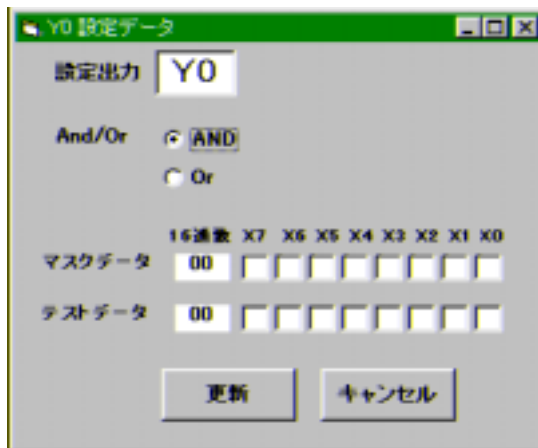 Y0 設定データ
設定出力 Y0
And/Or AND
Or
16進数 X7 X6 X5 X4 X3 X2 X1 X0
マスクデータ 00
テストデータ 00
更新 キャンセル